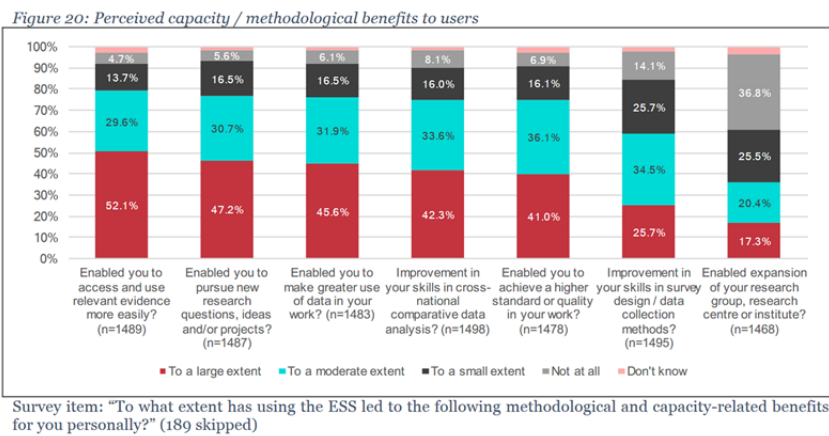 Figure 20: Perceived capacity / methodological benefits to users
100%
90%
80%
70%
60%
50%
40%
30%
20%
10%
0%
4.7%
13.7%
29.6%
52.1%
5.6%
16.5%
30.7%
47.2%
6.1%
16.5%
31.9%
45.6%
8.1%
16.0%
33.6%
42.3%
6.9%
16.1%
36.1%
41.0%
14.1%
25.7%
34.5%
25.7%
36.8%
25.5%
20.4%
17.3%
Enabled you to
access and use
relevant evidence
more easily?
(n=1489)
Enabled you to
pursue new
research
questions, ideas
and/or projects?
(n=1487)
Enabled you to
make greater use
of data in your
work? (n=1483)
Improvement in
your skills in cross-
national
comparative data
analysis? (n=1498)
Enabled you to
achieve a higher
standard or quality
in your work?
(n=1478)
Improvement in
your skills in survey
design / data
collection
methods?
(n=1495)
Enabled expansion
of your research
group, research
centre or institute?
(n=1468)
To a large extent
To a moderate extent
To a small extent
Not at all
Don't know
Survey item: “To what extent has using the ESS led to the following methodological and capacity-related benefits
for you personally?” (189 skipped)